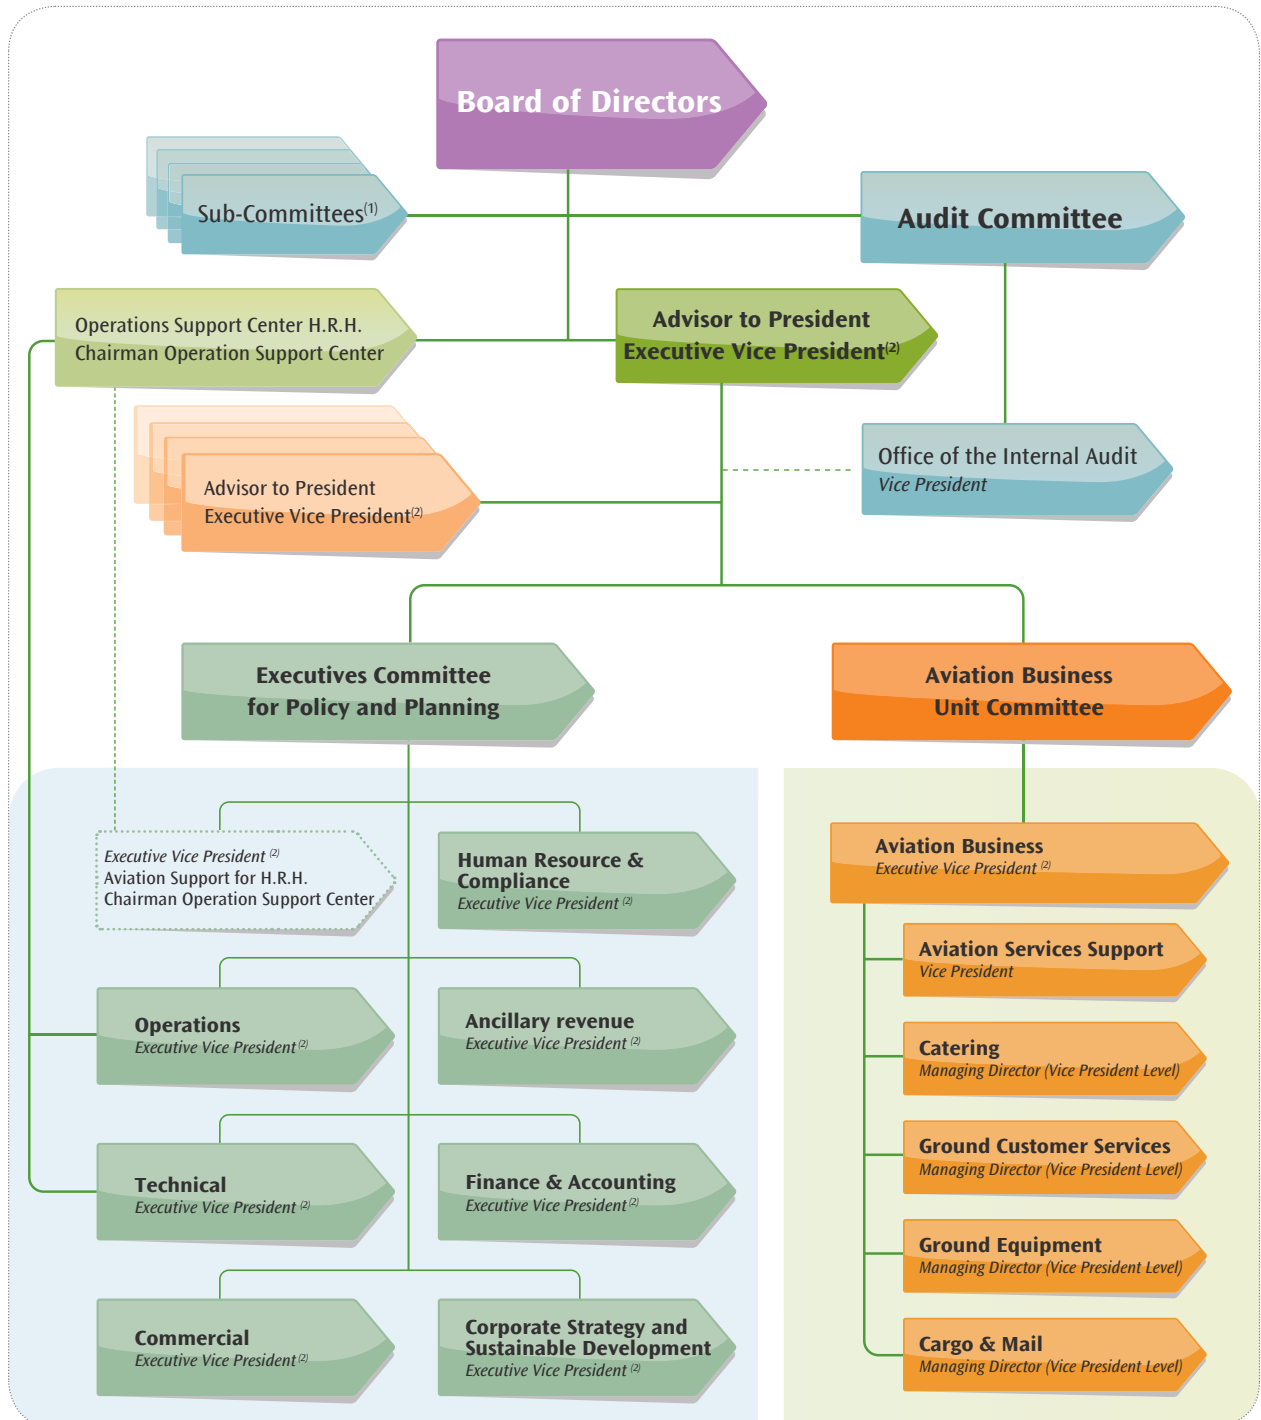 Board of Directors
Sub-Committees(1)
Audit Committee
Operations Support Center H.R.H.
Chairman Operation Support Center
Advisor to President
Executive Vice President(2)
Office of the Internal Audit
Vice President
Advisor to President
Executive Vice President(2)
Executives Committee
for Policy and Planning
Aviation Business
Unit Committee
Executive Vice President (2)
Aviation Support for H.R.H.
Chairman Operation Support Center
Human Resource &
Compliance
Executive Vice President (2)
Operations
Executive Vice President (2)
Ancillary revenue
Executive Vice President (2)
Technical
Executive Vice President (2)
Finance & Accounting
Executive Vice President (2)
Commercial
Executive Vice President (2)
Corporate Strategy and
Sustainable Development
Executive Vice President (2)
Aviation Business
Executive Vice President (2)
Aviation Services Support
Vice President
Catering
Managing Director (Vice President Level)
Ground Customer Services
Managing Director (Vice President Level)
Ground Equipment
Managing Director (Vice President Level)
Cargo & Mail
Managing Director (Vice President Level)